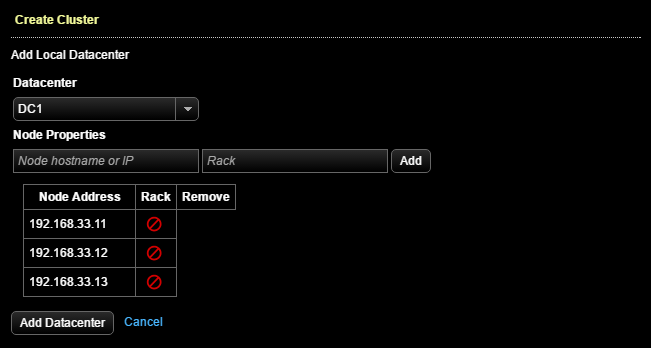 Create Cluster
Add Local Datacenter
Datacenter
DC1
Node Properties
Node hostname or IP Rack Add
Node Address Rack Remove
192.168.33.11
192.168.33.12
192.168.33.13
Add Datacenter Cancel